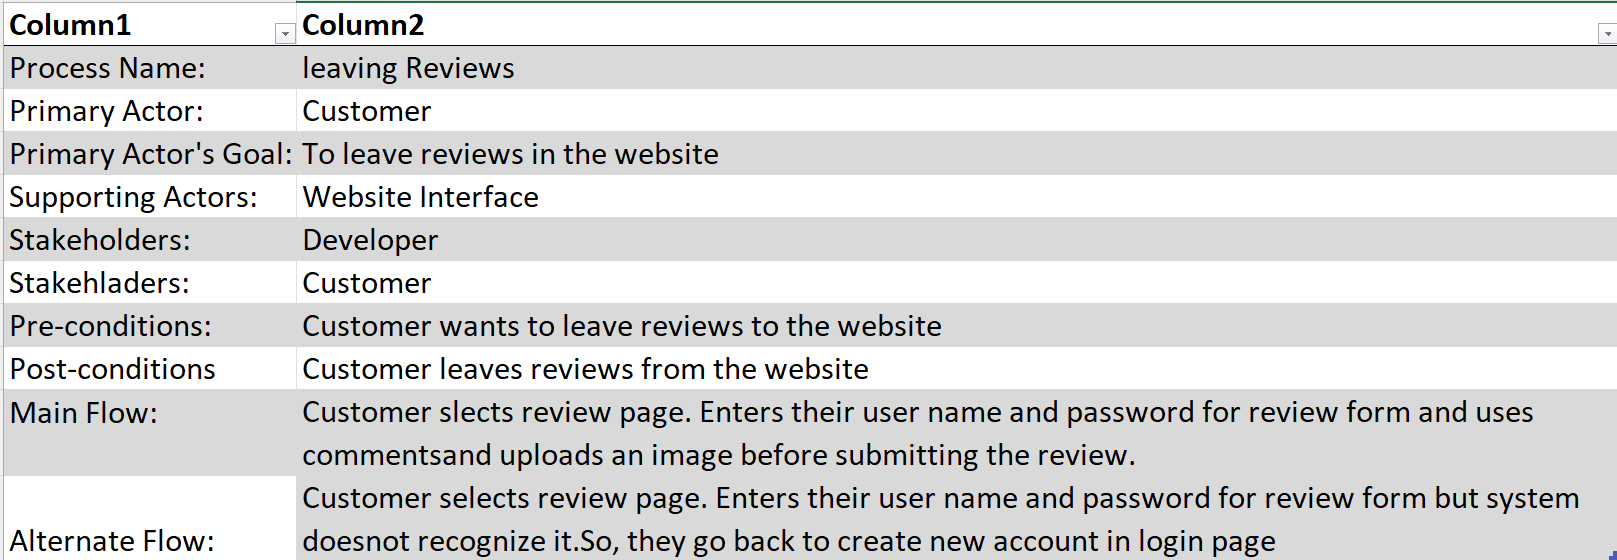 Column1 Column2
Process Name: leaving Reviews
Primary Actor: Customer
Primary Actor's Goal: To leave reviews in the website
Supporting Actors: Website Interface
Stakeholders: Developer
Stakehladers: Customer
Pre-conditions: Customer wants to leave reviews to the website
Post-conditions Customer leaves reviews from the website
Main Flow: Customer slects review page. Enters their user name and password for review form and uses
commentsand uploads an image before submitting the review.
Customer selects review page. Enters their user name and password for review form but system
Alternate Flow: doesnot recognize it.So, they go back to create new account in login page